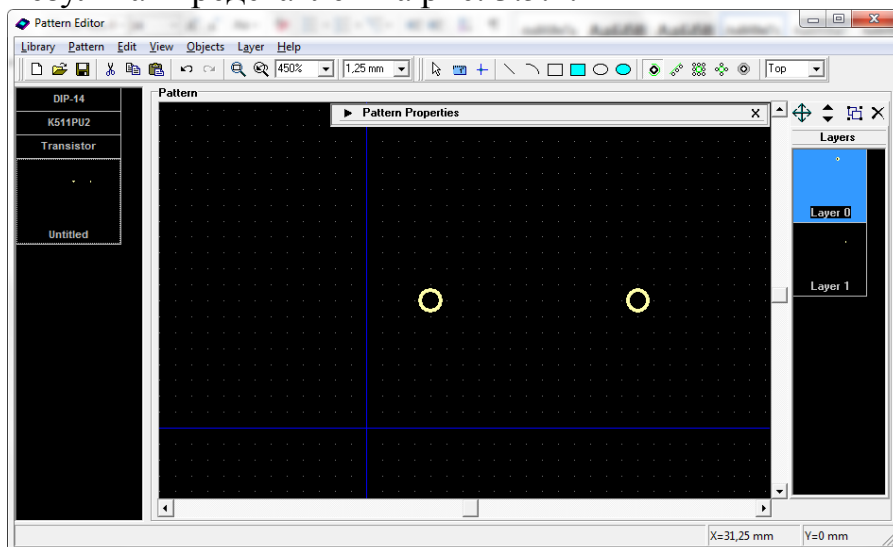 Pattern Editor
Library Pattern Edit View Objects Layer Help
450% 1,25 mm Top
Pattern
DIP-14
K511PU2
Transistor
Untitled
Pattern Properties X
Layers
Layer 0
Layer 1
X=31,25 mm Y=0 mm